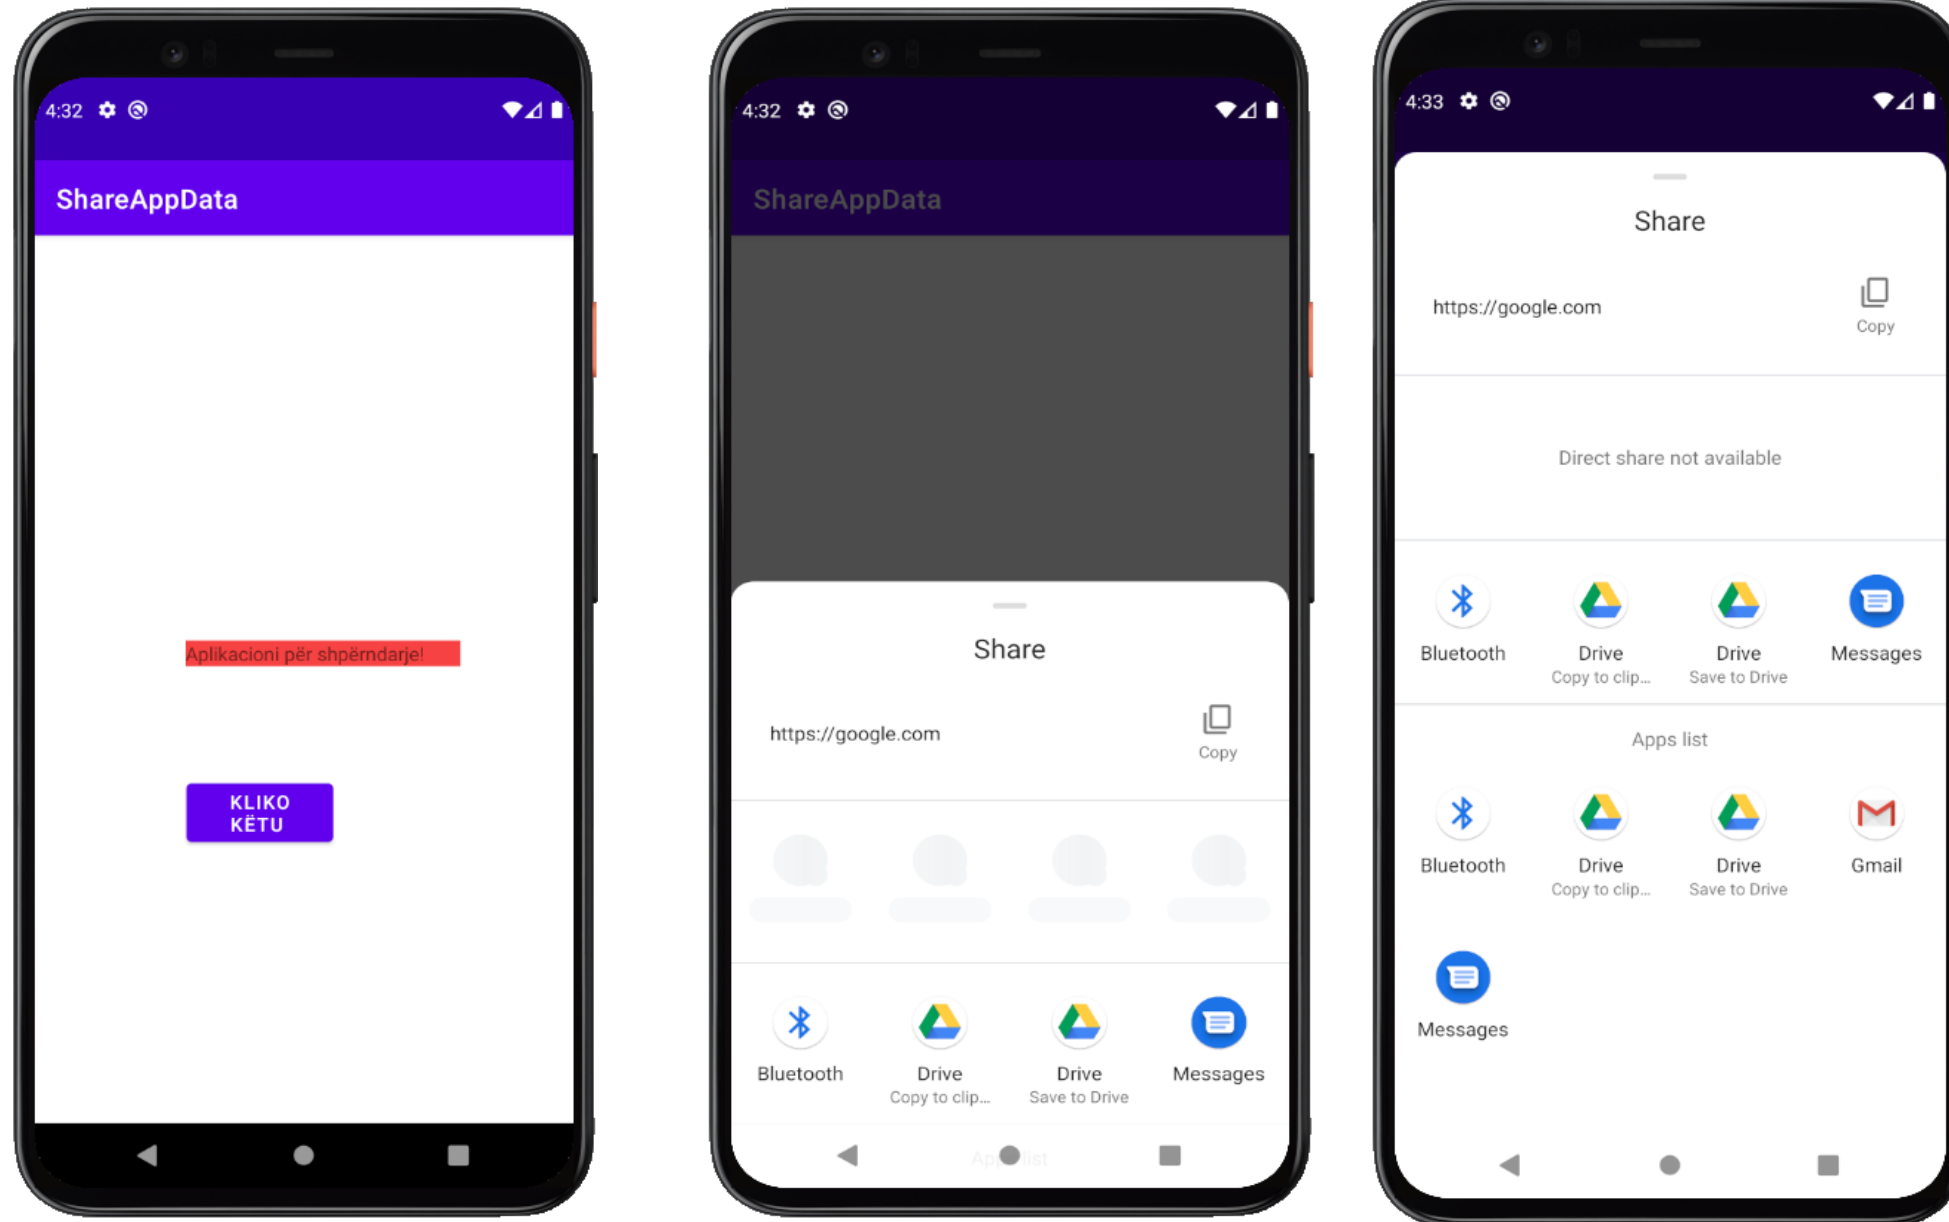 4:32
ShareAppData
Aplikacioni për shpërndarje!
KLIKO
KËTU
4:32
ShareAppData
Share
https://google.com
Copy
Bluetooth
Drive
Copy to clip...
Drive
Save to Drive
Messages
Apps list
4:33
Share
https://google.com
Copy
Direct share not available
Bluetooth
Drive
Copy to clip...
Drive
Save to Drive
Messages
Apps list
Bluetooth
Drive
Copy to clip...
Drive
Save to Drive
Gmail
Messages